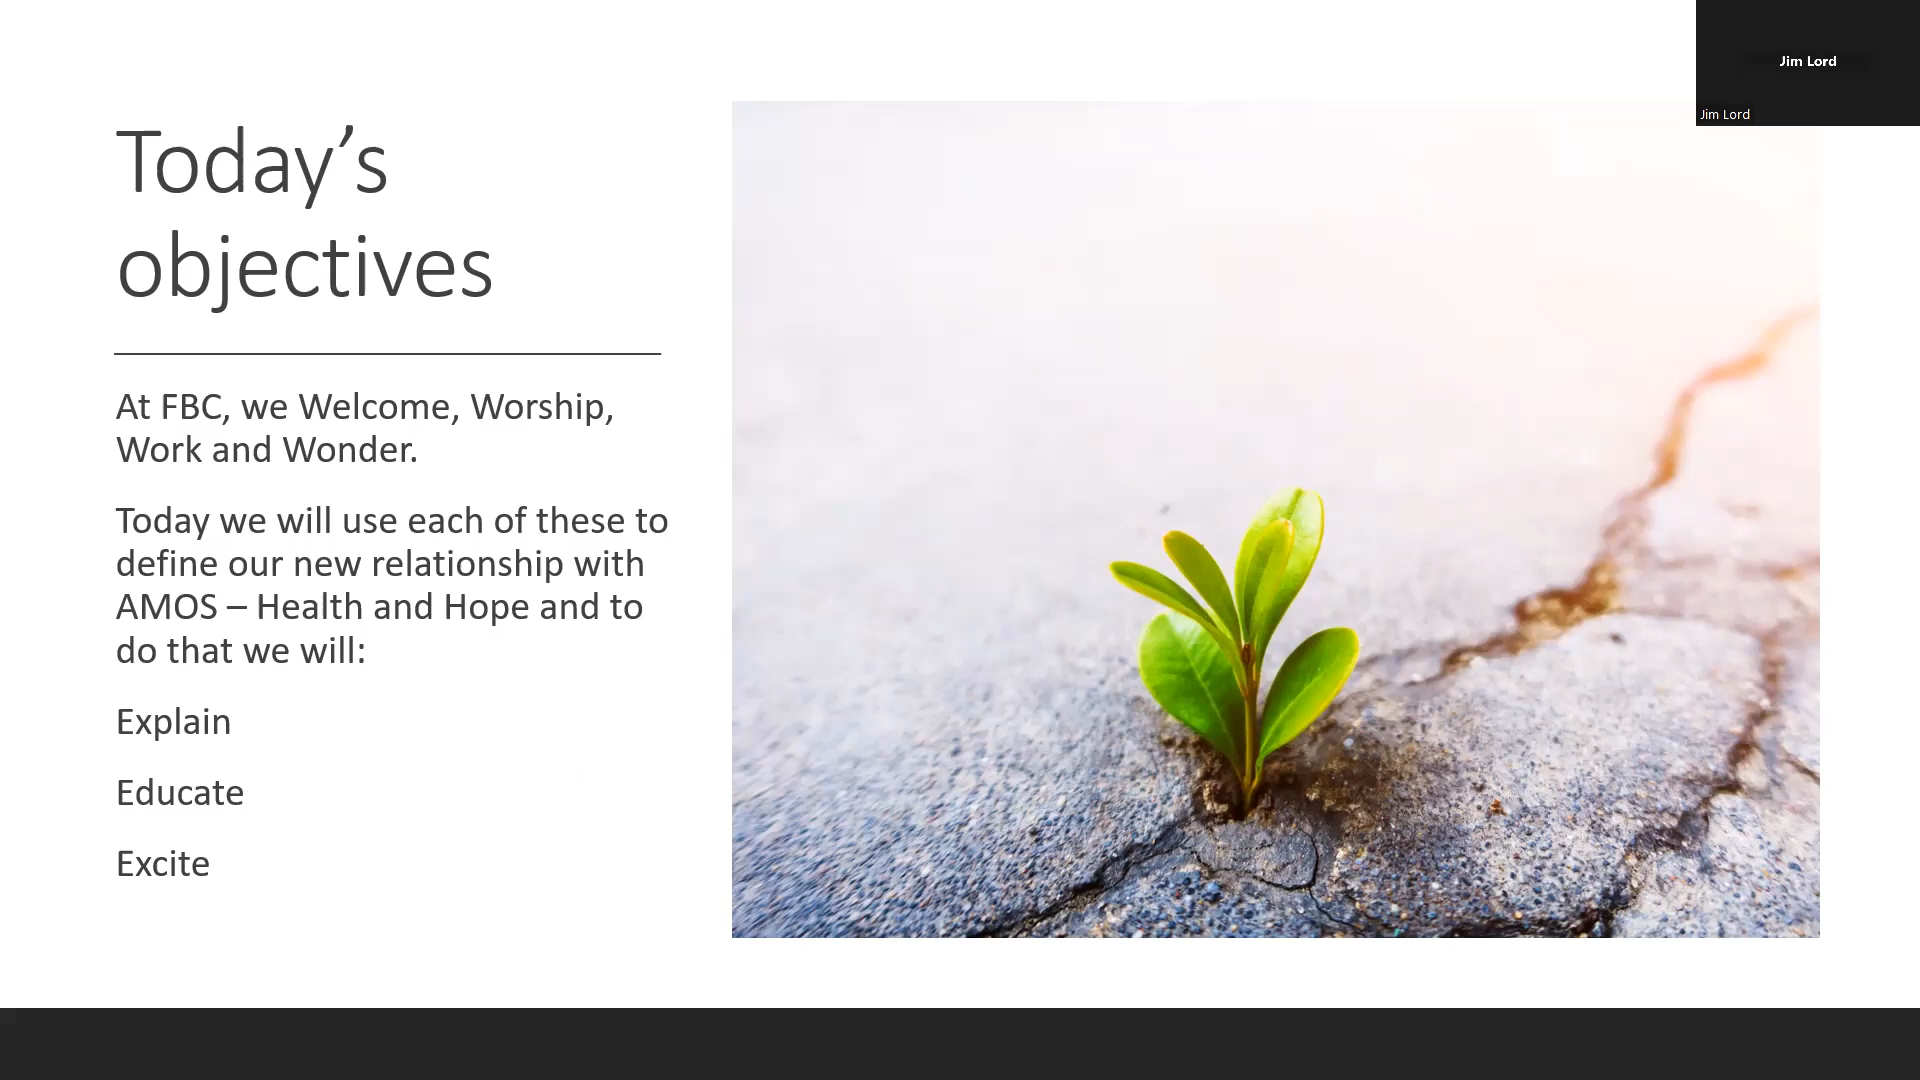 Jim Lord
Jim Lord
Today’s
objectives
At FBC, we Welcome, Worship,
Work and Wonder.
Today we will use each of these to
define our new relationship with
AMOS – Health and Hope and to
do that we will:
Explain
Educate
Excite